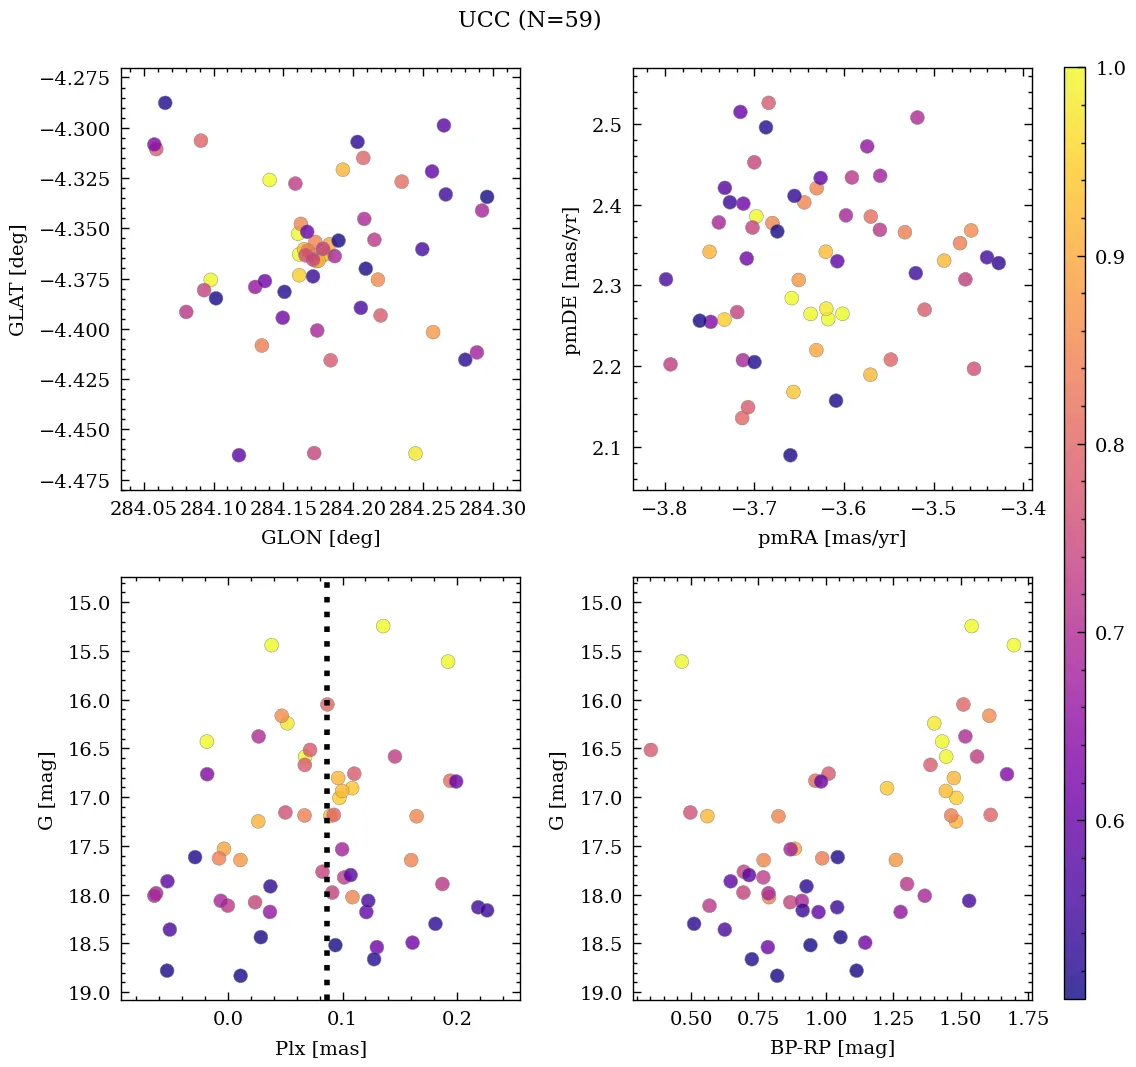 UCC (N=59)
−4.275
−4.300
−4.325
−4.350
−4.375
−4.400
−4.425
−4.450
−4.475
GLAT [deg]
284.05 284.10 284.15 284.20 284.25 284.30
GLON [deg]
2.5
2.4
2.3
2.2
2.1
pmDE [mas/yr]
−3.8 −3.7 −3.6 −3.5 −3.4
pmRA [mas/yr]
15.0
15.5
16.0
16.5
17.0
17.5
18.0
18.5
19.0
G [mag]
0.0 0.1 0.2
Plx [mas]
15.0
15.5
16.0
16.5
17.0
17.5
18.0
18.5
19.0
G [mag]
0.50 0.75 1.00 1.25 1.50 1.75
BP-RP [mag]
1.0
0.9
0.8
0.7
0.6